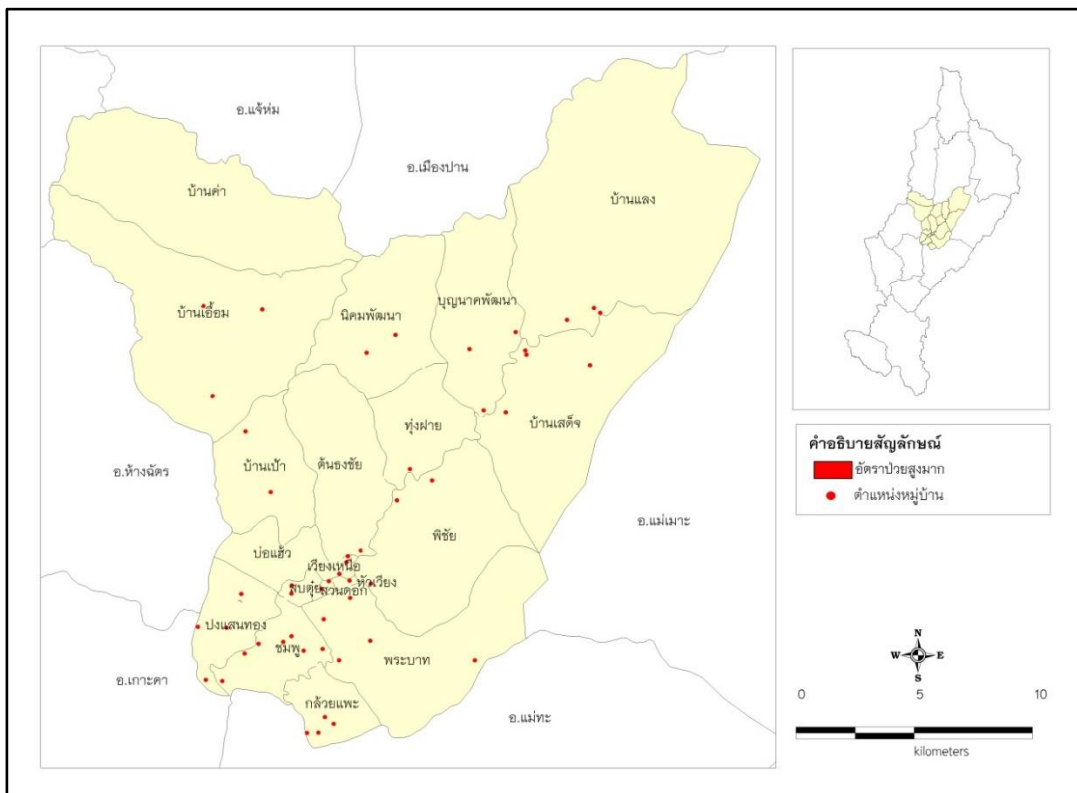 อ.แจ้ห่ม
อ.เมืองปาน
บ้านค่า
บ้านแลง
บ้านเอื้อม
นิคมพัฒนา
บุญนาคพัฒนา
ทุ่งฝาย
บ้านเสด็จ
อ.ห้างฉัตร
บ้านเป้า
ต้นธงชัย
อ.แม่เมาะ
พิชัย
บ่อแฮ้ว
เวียงเหนือ
สบตุ๋ย
สวนดอก
หัวเวียง
ปงแสนทอง
ชมพู
พระบาท
อ.เกาะคา
กล้วยแพะ
อ.แม่ทะ
คำอธิบายสัญลักษณ์
อัตราป่วยสูงมาก
ตำแหน่งหมู่บ้าน
N
W E
S
0 5 10
kilometers